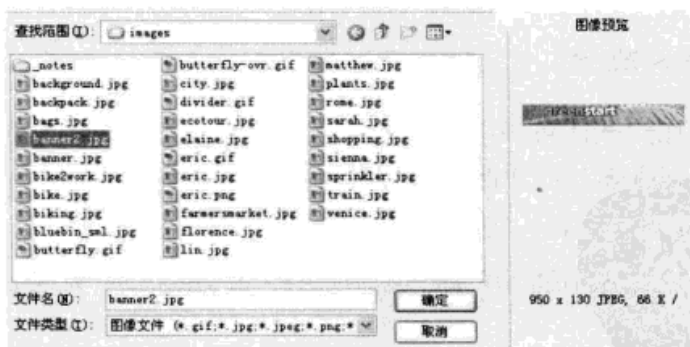 查找范围(I): images
图像预览
_notes
background.jpg
backpack.jpg
bags.jpg
banner2.jpg
banner.jpg
bike2work.jpg
bike.jpg
biking.jpg
bluebin_sml.jpg
butterfly.gif
butterfly-ovr.gif
city.jpg
divider.gif
ecotour.jpg
elaine.jpg
eric.gif
eric.jpg
eric.png
farmersmarket.jpg
florence.jpg
lin.jpg
matthew.jpg
plants.jpg
rome.jpg
sarah.jpg
shopping.jpg
sienna.jpg
sprinkler.jpg
train.jpg
venice.jpg
greenstart
文件名(N): banner2.jpg
确定
950 x 130 JPEG, 66 K /
文件类型(T): 图像文件 (*.gif;*.jpg;*.jpeg;*.png;*
取消